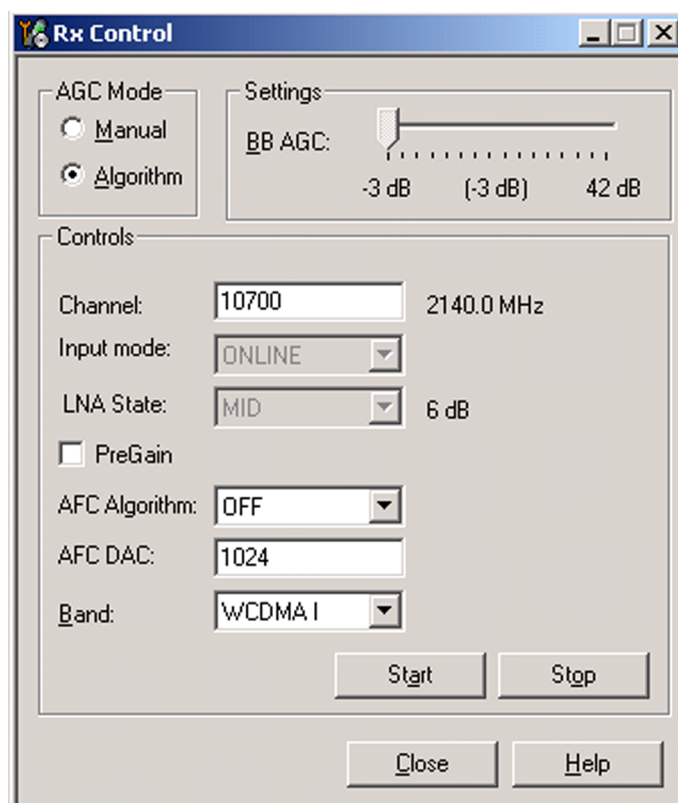 Rx Control
AGC Mode
Manual
Algorithm
Settings
BB AGC:
-3 dB (-3 dB) 42 dB
Controls
Channel: 10700 2140.0 MHz
Input mode: ONLINE
LNA State: MID 6 dB
PreGain
AFC Algorithm: OFF
AFC DAC: 1024
Band: WCDMA I
Start Stop
Close Help